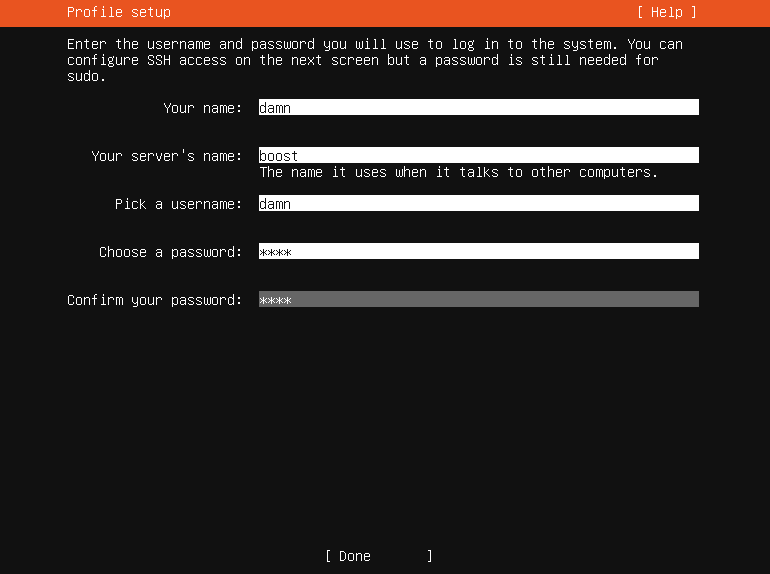 Profile setup [ Help ]
Enter the username and password you will use to log in to the system. You can
configure SSH access on the next screen but a password is still needed for
sudo.
Your name: damn
Your server's name: boost
The name it uses when it talks to other computers.
Pick a username: damn
Choose a password: ****
Confirm your password: ****
[ Done ]